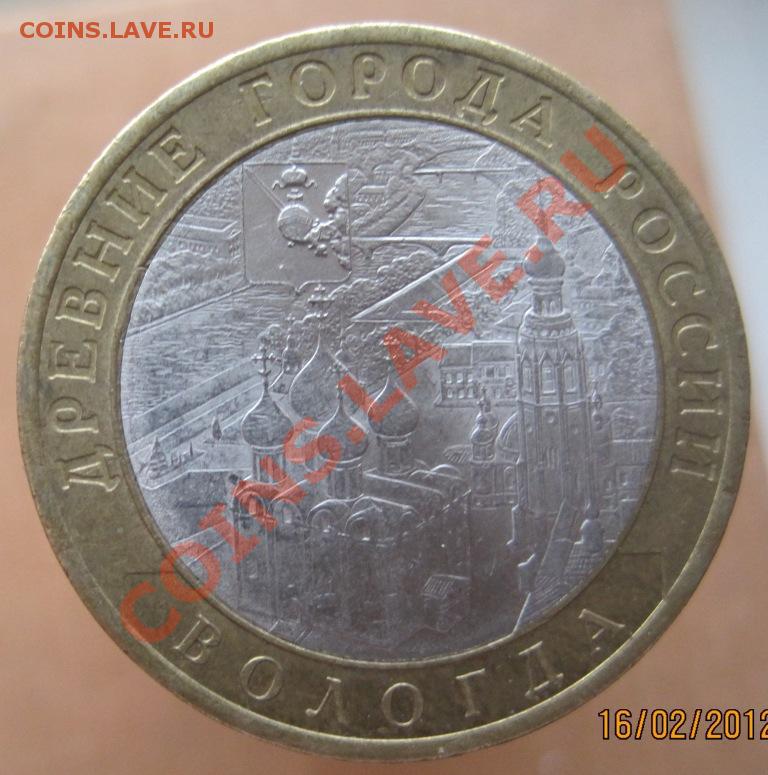 COINS.LAVE.RU
ДРЕВНИЕ ГОРОДА РОССИИ
COINS.LAVE.RU
ВОЛОГДА
16/02/2012